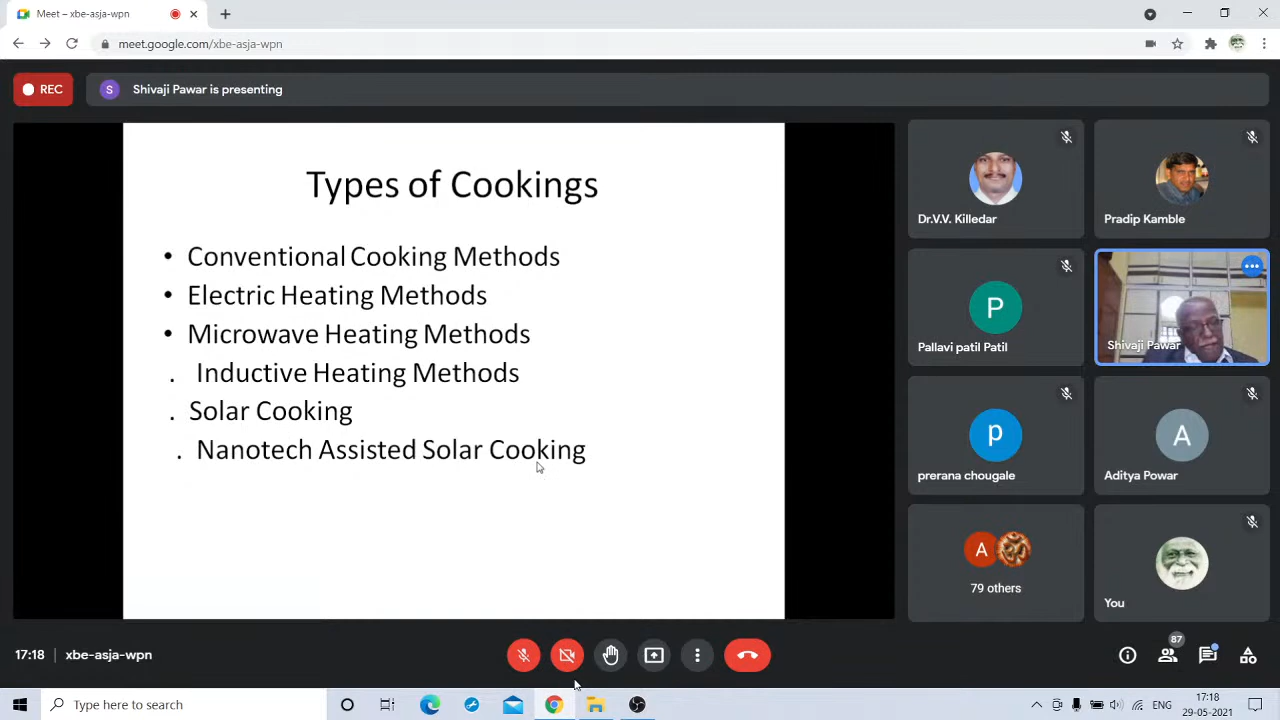 Meet – xbe-asja-wpn
meet.google.com/xbe-asja-wpn
REC
S
Shivaji Pawar is presenting
Types of Cookings
• Conventional Cooking Methods
• Electric Heating Methods
• Microwave Heating Methods
. Inductive Heating Methods
. Solar Cooking
. Nanotech Assisted Solar Cooking
Dr.V.V. Killedar
Pradip Kamble
P
Pallavi patil Patil
Shivaji Pawar
p
prerana chougale
A
Aditya Powar
A
79 others
You
17:18 | xbe-asja-wpn
87
Type here to search
ENG
17:18
29-05-2021